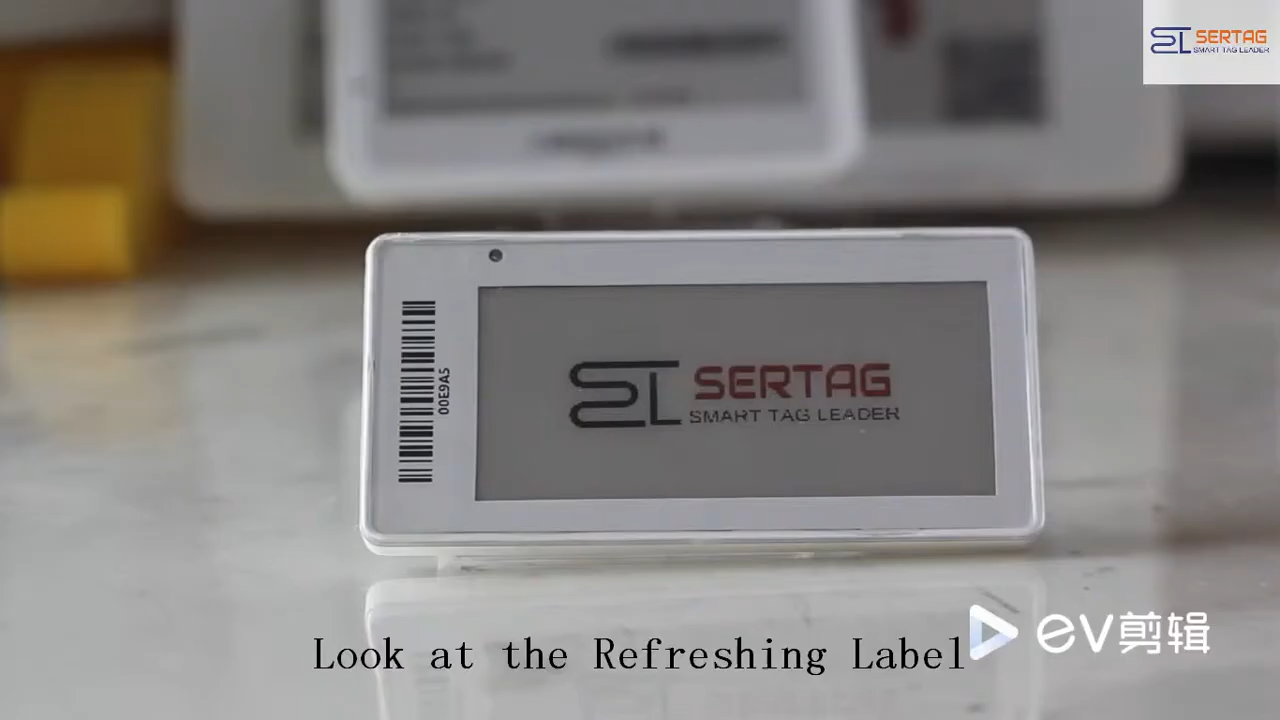 SERTAG
SMART TAG LEADER
00E9A5
SERTAG
SMART TAG LEADER
Look at the Refreshing Label
ev剪辑